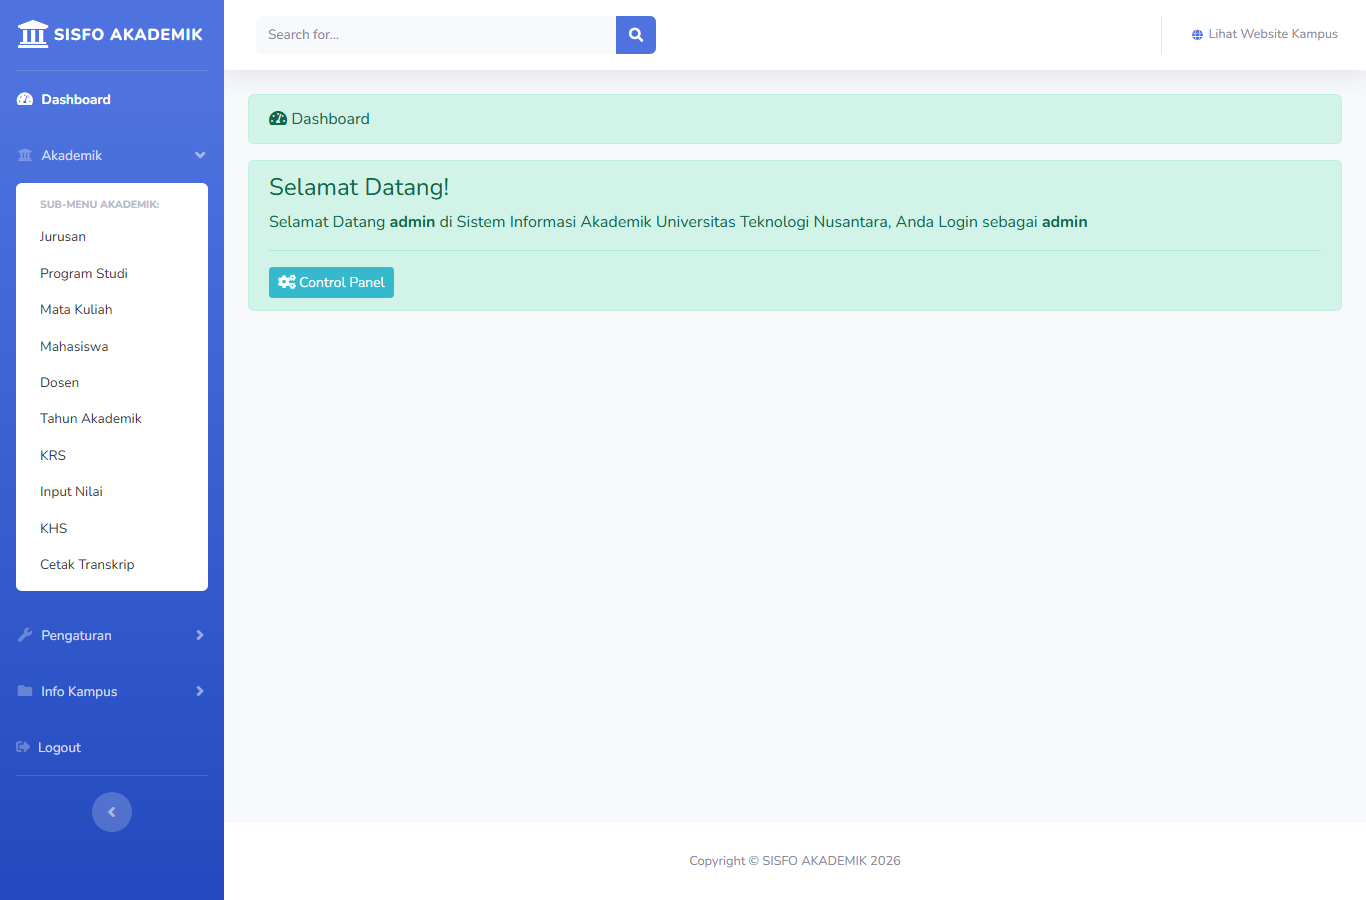 SISFO AKADEMIK
Dashboard
Akademik
SUB-MENU AKADEMIK:
Jurusan
Program Studi
Mata Kuliah
Mahasiswa
Dosen
Tahun Akademik
KRS
Input Nilai
KHS
Cetak Transkrip
Pengaturan
Info Kampus
Logout
Search for...
Lihat Website Kampus
Dashboard
Selamat Datang!
Selamat Datang admin di Sistem Informasi Akademik Universitas Teknologi Nusantara, Anda Login sebagai admin
Control Panel
Copyright © SISFO AKADEMIK 2026